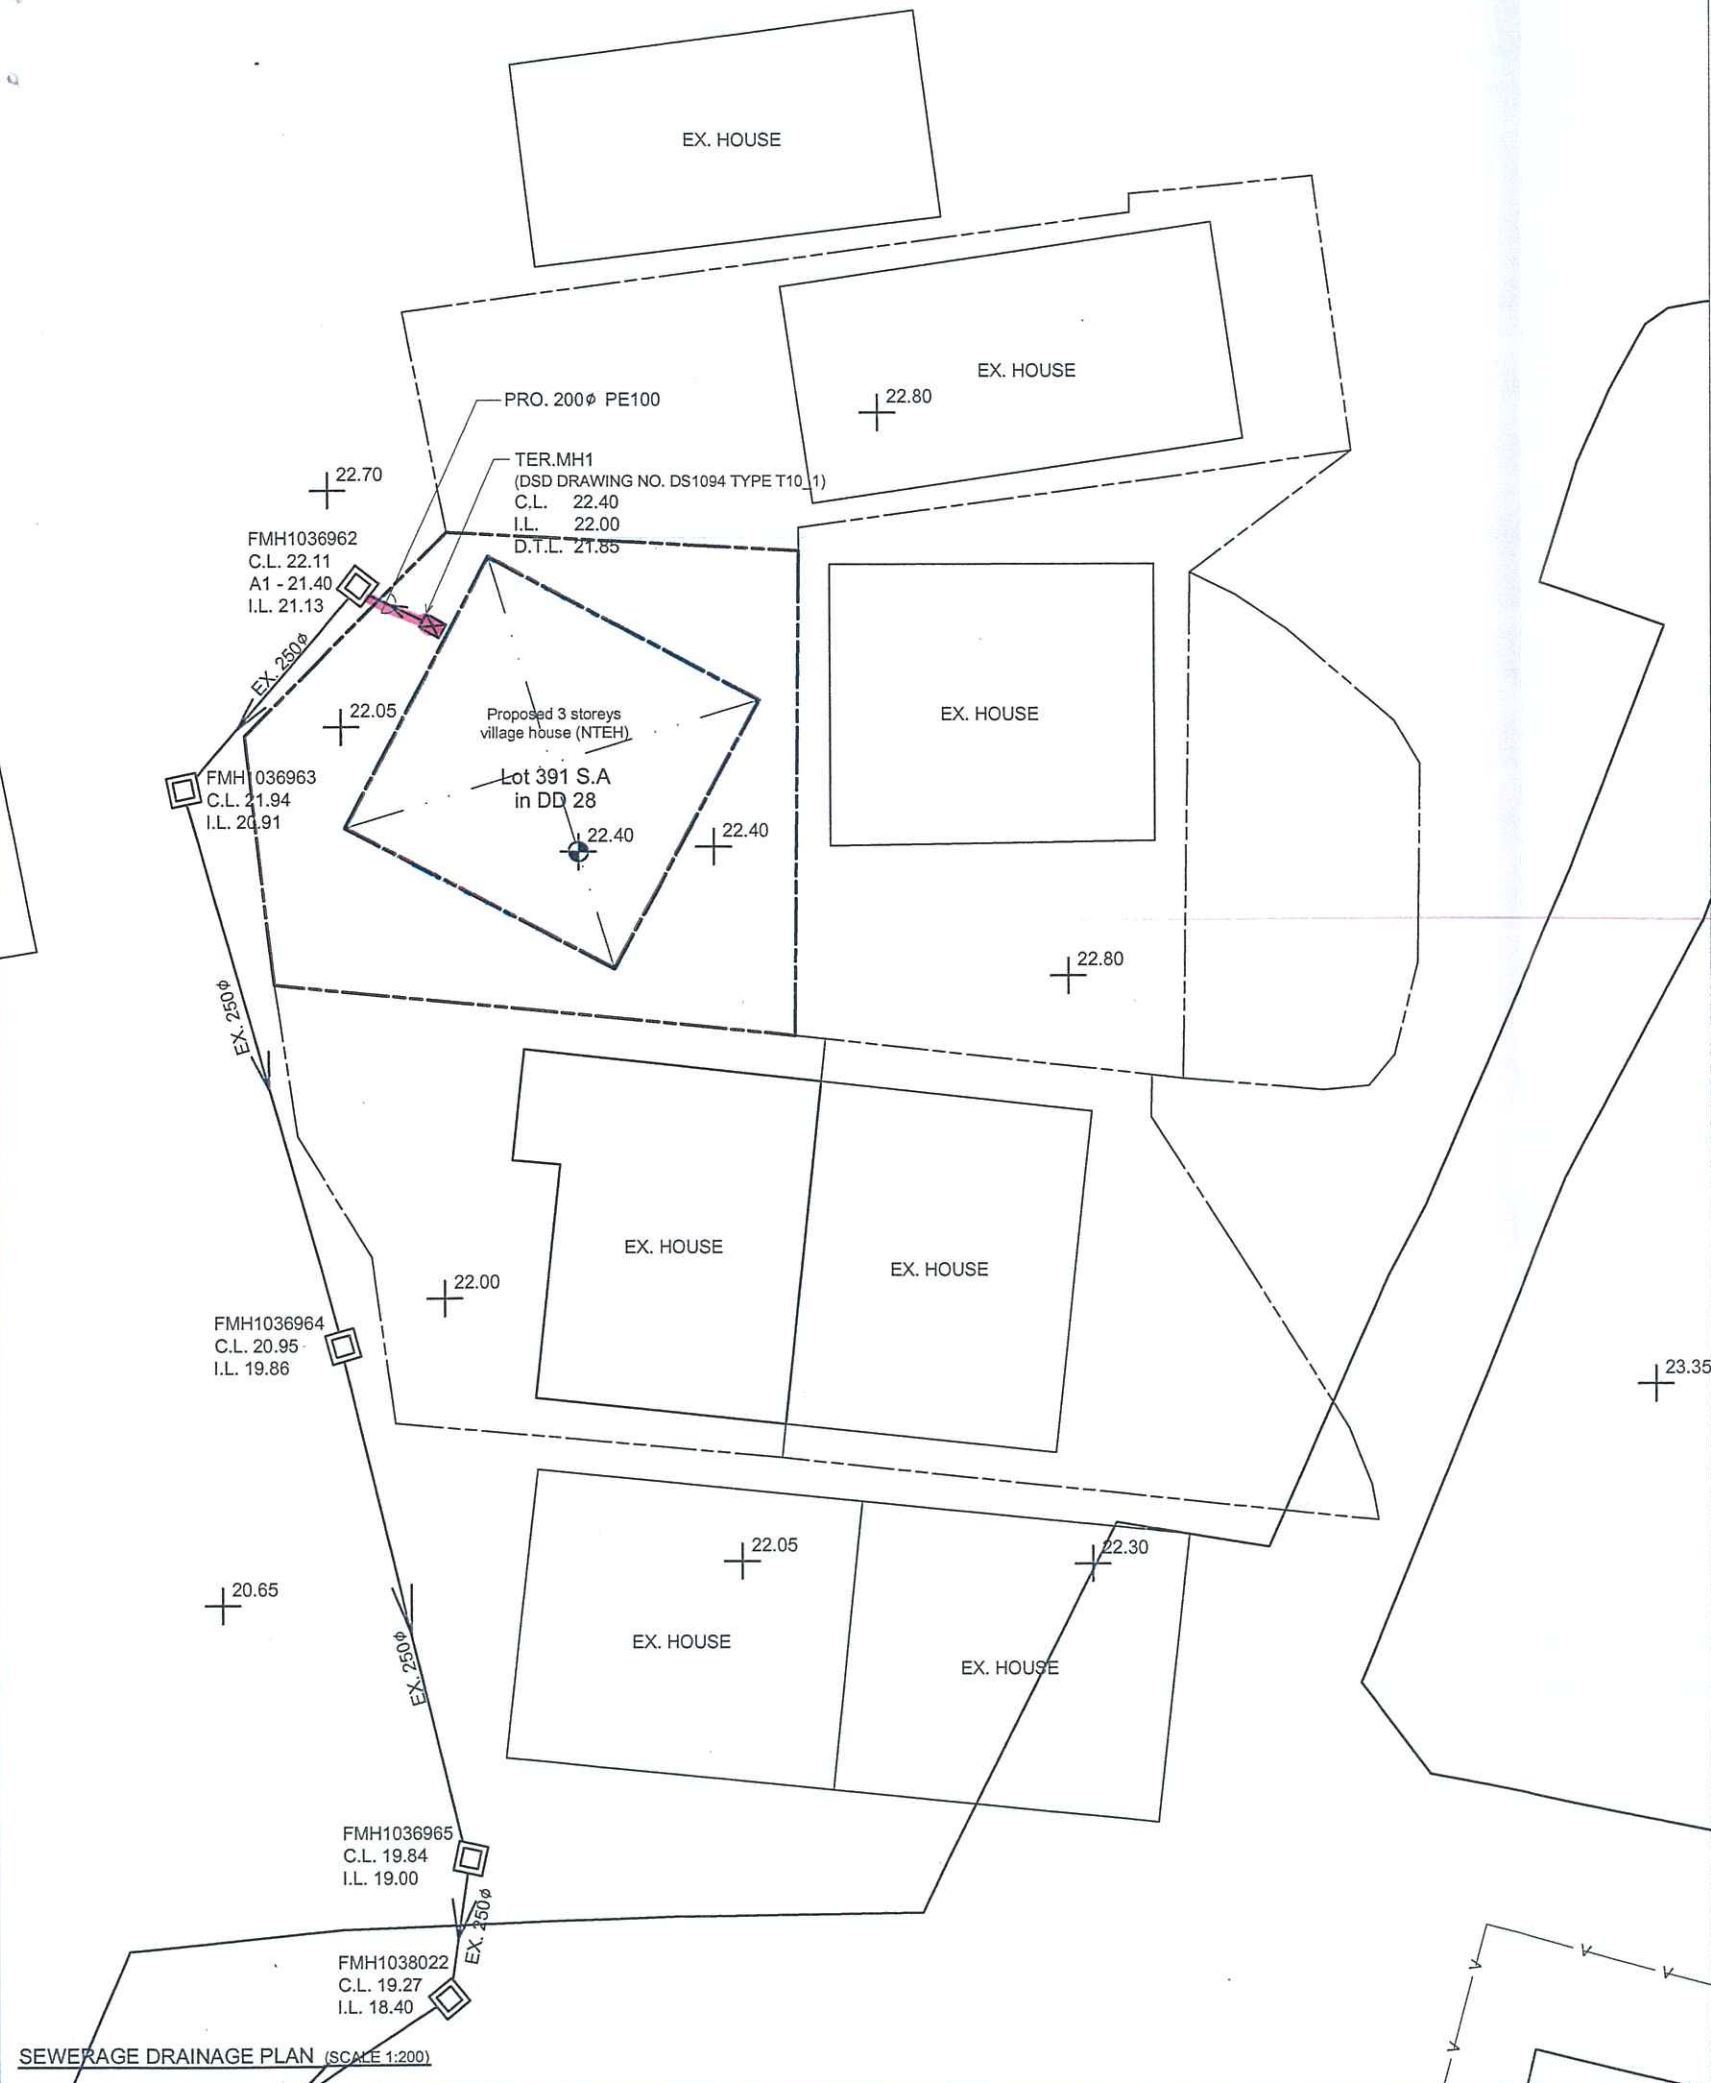 EX. HOUSE
EX. HOUSE
22.80
PRO. 200φ PE100
TER.MH1
(DSD DRAWING NO. DS1094 TYPE T10_1)
C.L. 22.40
I.L. 22.00
D.T.L. 21.85
22.70
FMH1036962
C.L. 22.11
A1 - 21.40
I.L. 21.13
EX. 250φ
22.05
Proposed 3 storeys
village house (NTEH)
Lot 391 S.A
in DD 28
22.40
22.40
EX. HOUSE
FMH1036963
C.L. 21.94
I.L. 20.91
22.80
EX. 250φ
EX. HOUSE
EX. HOUSE
22.00
FMH1036964
C.L. 20.95
I.L. 19.86
23.35
22.05
22.30
20.65
EX. HOUSE
EX. HOUSE
EX. 250φ
FMH1036965
C.L. 19.84
I.L. 19.00
EX. 250φ
FMH1038022
C.L. 19.27
I.L. 18.40
V
V
V
V
SEWERAGE DRAINAGE PLAN (SCALE 1:200)